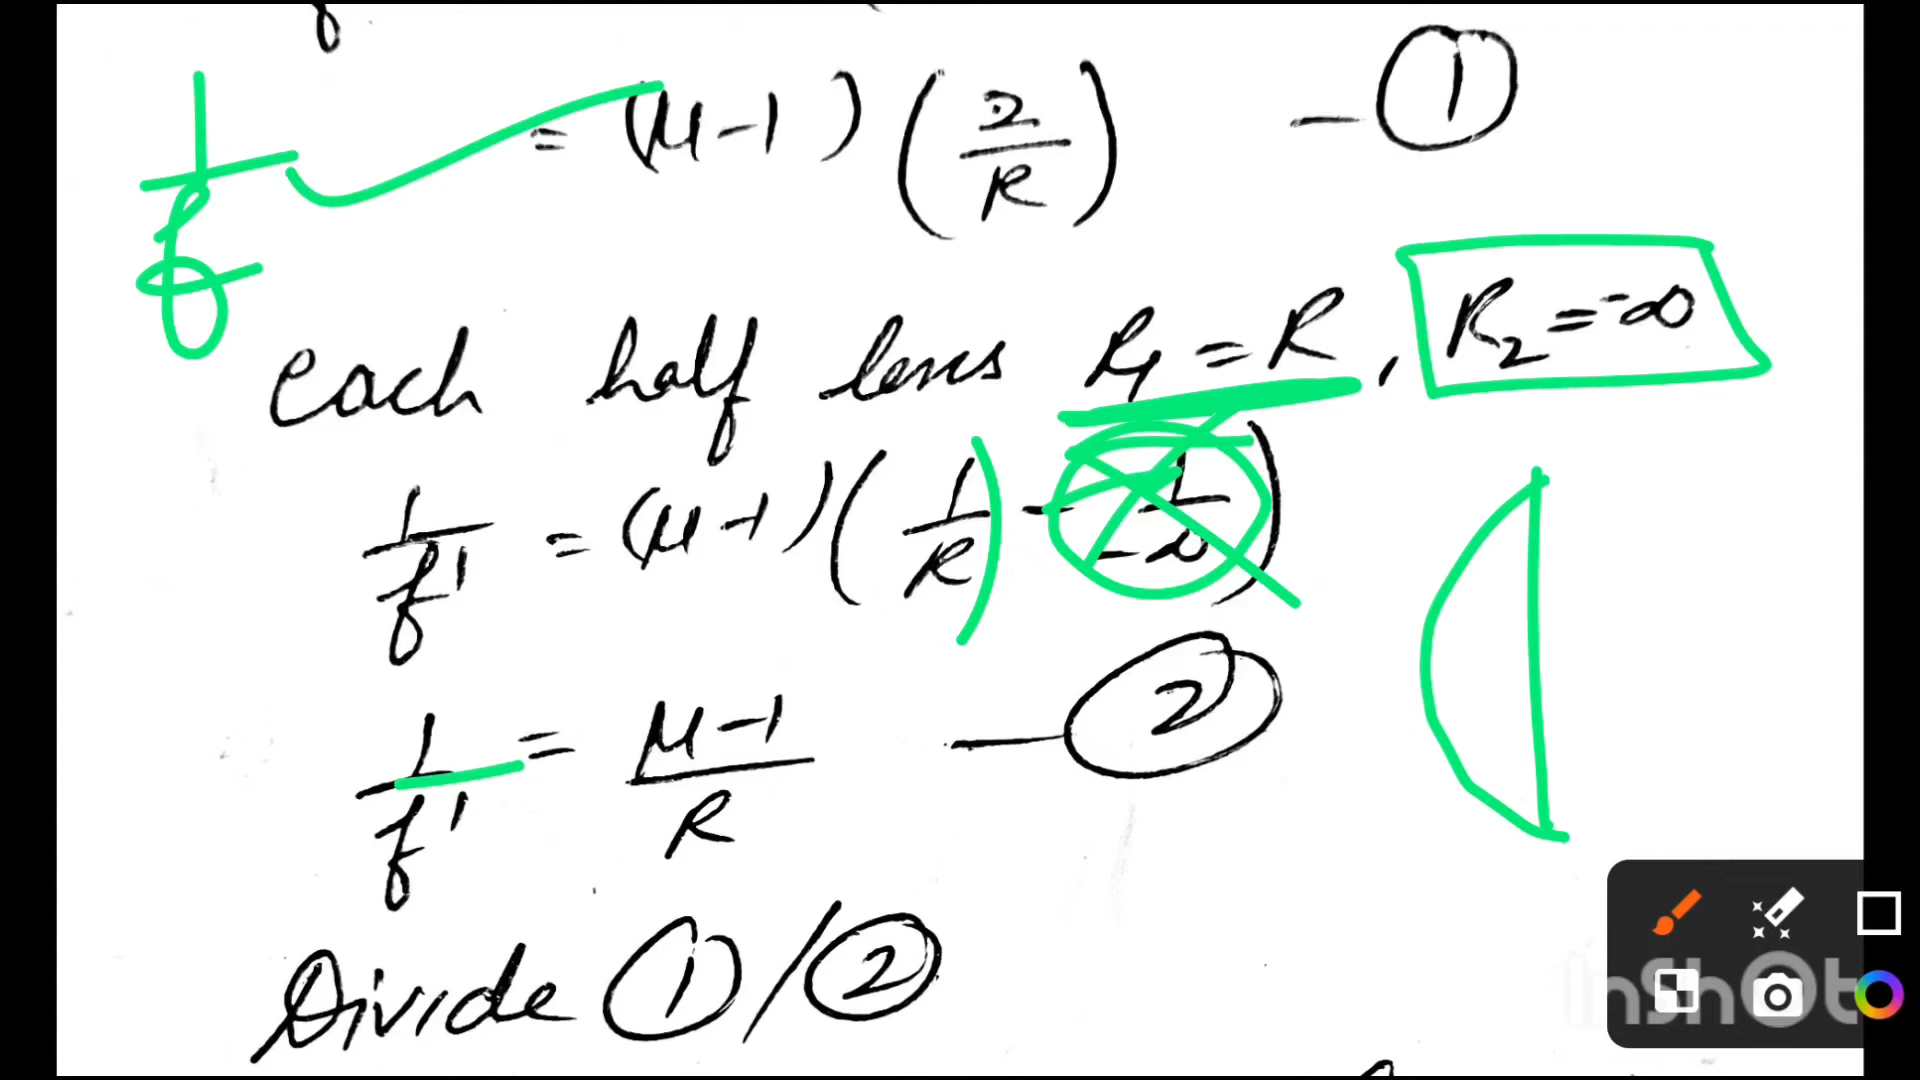 1/f = (μ-1) (2/R) — ①
each half lens R₁ = R, R₂ = -∞
1/f' = (μ-1) (1/R - 1/-∞)
1/f' = μ-1/R — ②
Divide ① / ②
InShot